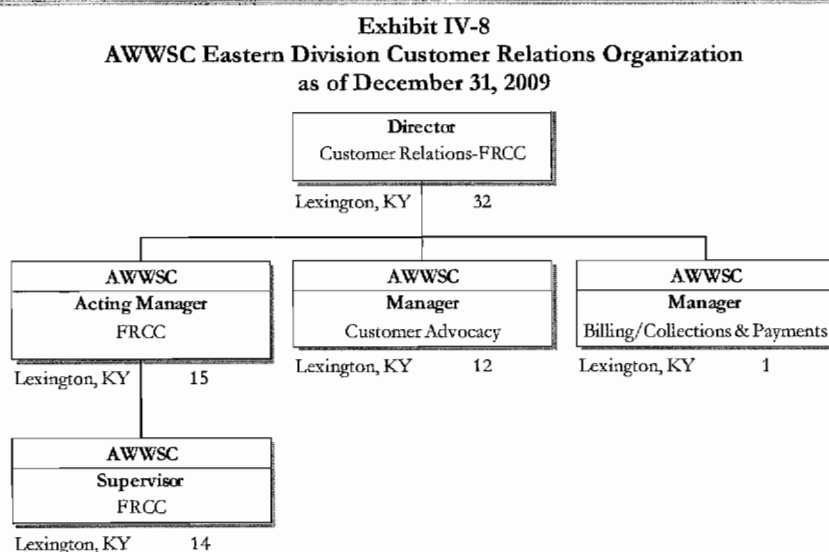 Exhibit IV-8
AWWSC Eastern Division Customer Relations Organization
as of December 31, 2009
Director
Customer Relations-FRCC
Lexington, KY 32
AWWSC
Acting Manager
FRCC
Lexington, KY 15
AWWSC
Manager
Customer Advocacy
Lexington, KY 12
AWWSC
Manager
Billing/Collections & Payments
Lexington, KY 1
AWWSC
Supervisor
FRCC
Lexington, KY 14